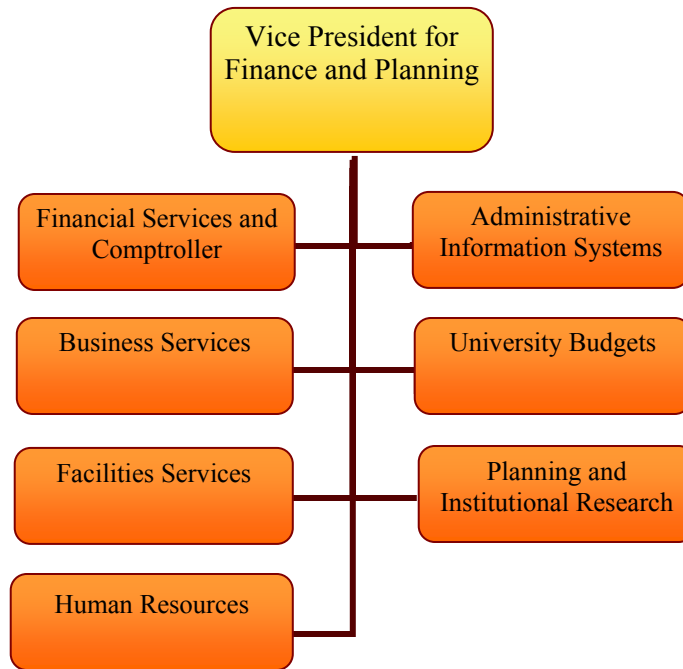 Vice President for
Finance and Planning
Financial Services and
Comptroller
Administrative
Information Systems
Business Services
University Budgets
Facilities Services
Planning and
Institutional Research
Human Resources